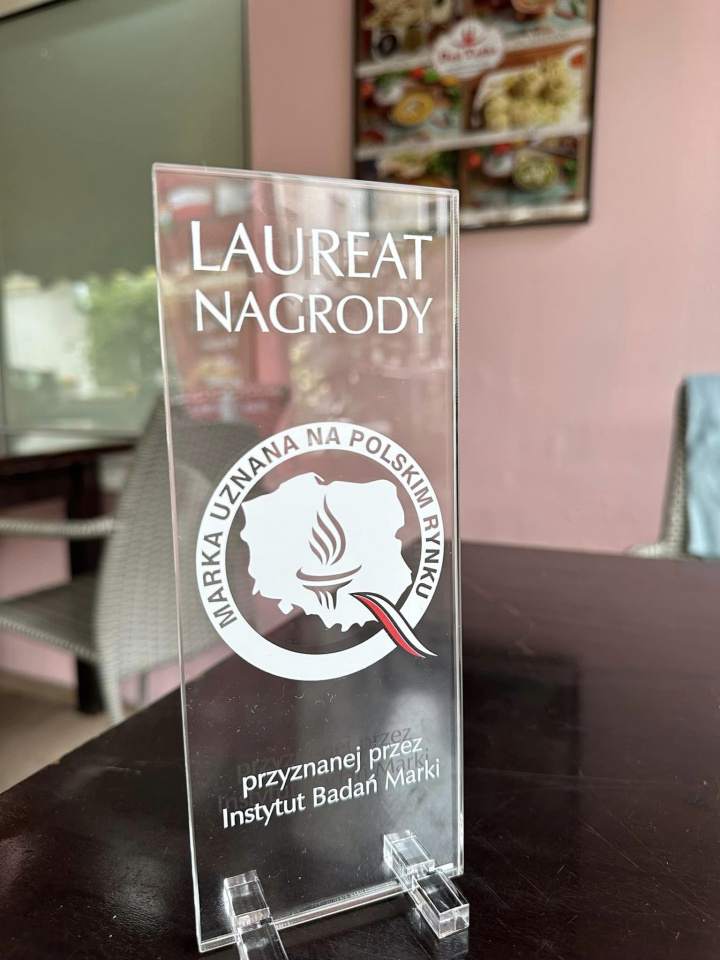 LAUREAT
NAGRODY
MARKA UZNANA NA POLSKIM RYNKU
przyznanej przez
Instytut Badań Marki